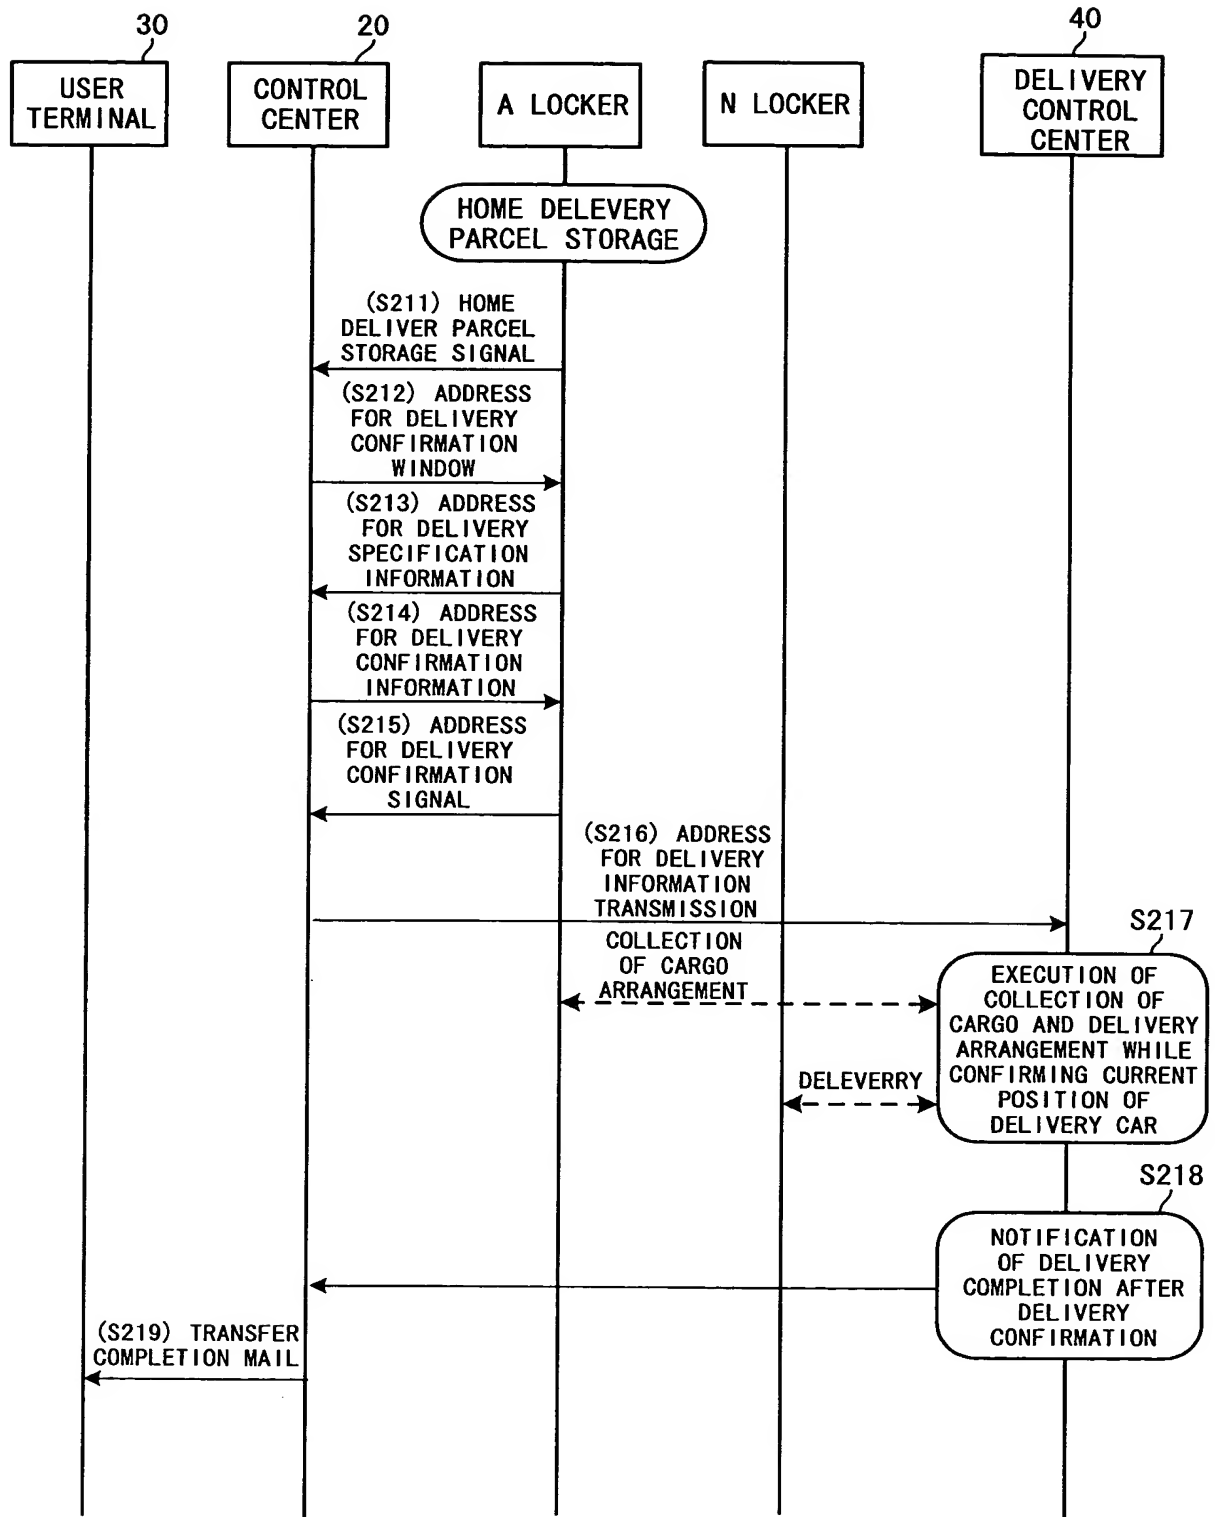 30
20
40
USER
TERMINAL
CONTROL
CENTER
A LOCKER
N LOCKER
DELIVERY
CONTROL
CENTER
HOME DELEVERY
PARCEL STORAGE
(S211) HOME
DELIVER PARCEL
STORAGE SIGNAL
(S212) ADDRESS
FOR DELIVERY
CONFIRMATION
WINDOW
(S213) ADDRESS
FOR DELIVERY
SPECIFICATION
INFORMATION
(S214) ADDRESS
FOR DELIVERY
CONFIRMATION
INFORMATION
(S215) ADDRESS
FOR DELIVERY
CONFIRMATION
SIGNAL
(S216) ADDRESS
FOR DELIVERY
INFORMATION
TRANSMISSION
COLLECTION
OF CARGO
ARRANGEMENT
S217
EXECUTION OF
COLLECTION OF
CARGO AND DELIVERY
ARRANGEMENT WHILE
CONFIRMING CURRENT
POSITION OF
DELIVERY CAR
DELEVERRY
S218
NOTIFICATION
OF DELIVERY
COMPLETION AFTER
DELIVERY
CONFIRMATION
(S219) TRANSFER
COMPLETION MAIL